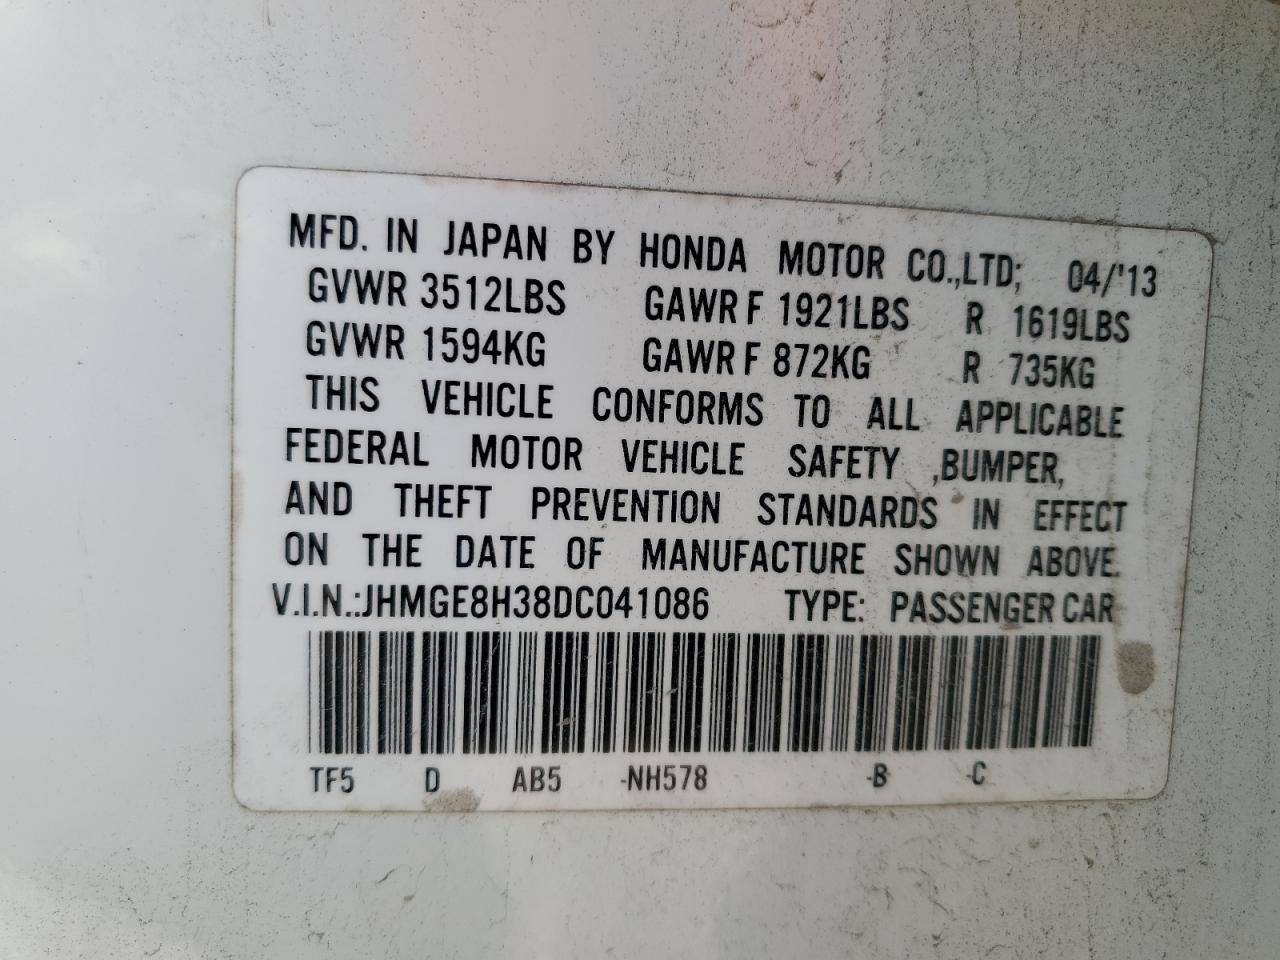 MFD. IN JAPAN BY HONDA MOTOR CO.,LTD; 04/'13
GVWR 3512LBS GAWR F 1921LBS R 1619LBS
GVWR 1594KG GAWR F 872KG R 735KG
THIS VEHICLE CONFORMS TO ALL APPLICABLE
FEDERAL MOTOR VEHICLE SAFETY ,BUMPER,
AND THEFT PREVENTION STANDARDS IN EFFECT
ON THE DATE OF MANUFACTURE SHOWN ABOVE.
V.I.N.:JHMGE8H38DC041086 TYPE: PASSENGER CAR
TF5 D AB5 -NH578 -B -C